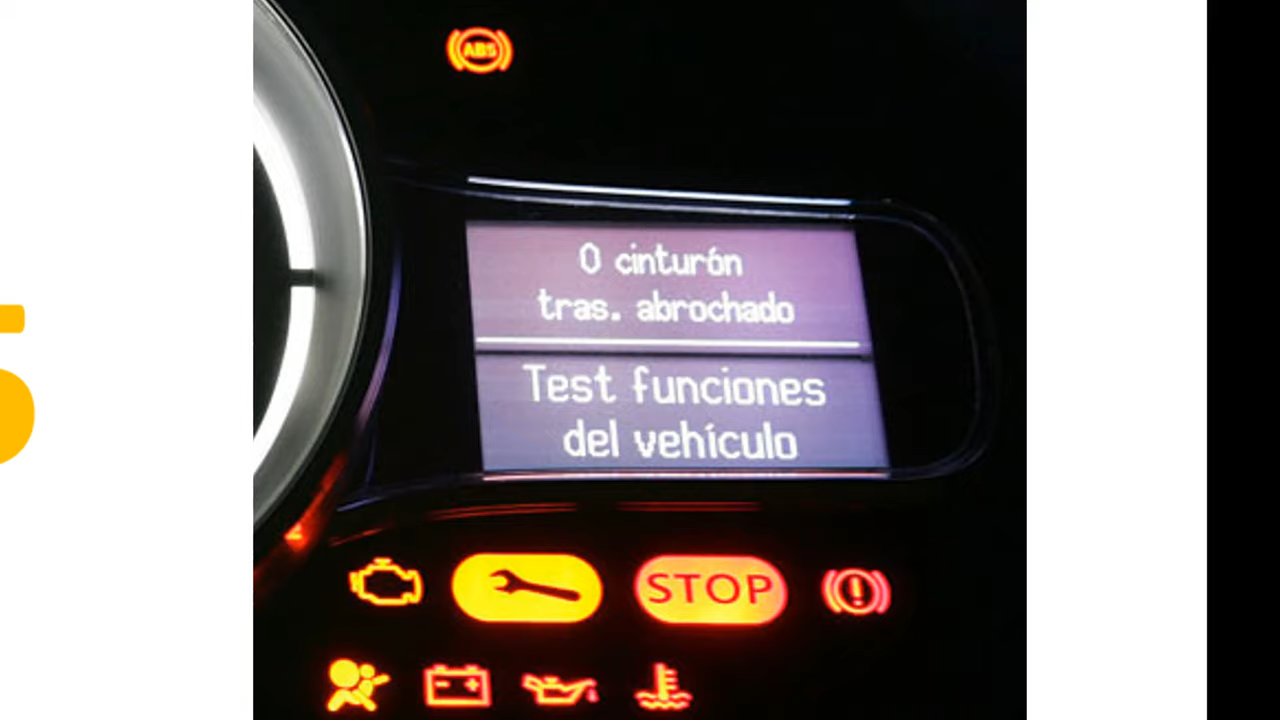 ABS
0 cinturón
tras. abrochado
Test funciones
del vehículo
STOP